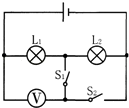 L₁ L₂
S₁
V S₂